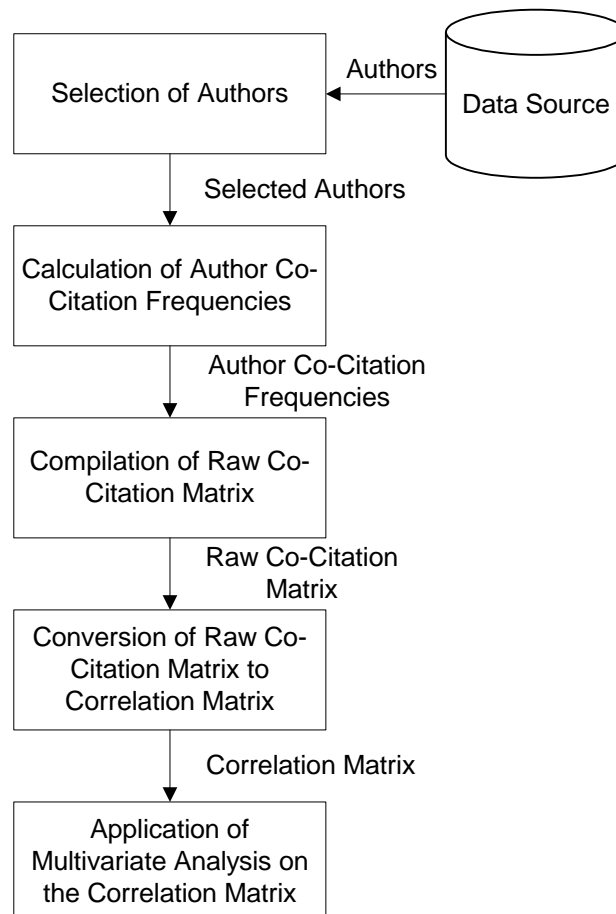 Authors
Selection of Authors
Data Source
Selected Authors
Calculation of Author Co-
Citation Frequencies
Author Co-Citation
Frequencies
Compilation of Raw Co-
Citation Matrix
Raw Co-Citation
Matrix
Conversion of Raw Co-
Citation Matrix to
Correlation Matrix
Correlation Matrix
Application of
Multivariate Analysis on
the Correlation Matrix